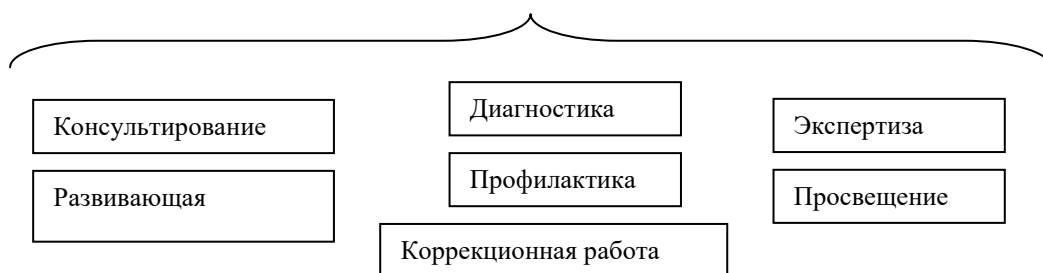 Консультирование
Диагностика
Экспертиза
Развивающая
Профилактика
Просвещение
Коррекционная работа